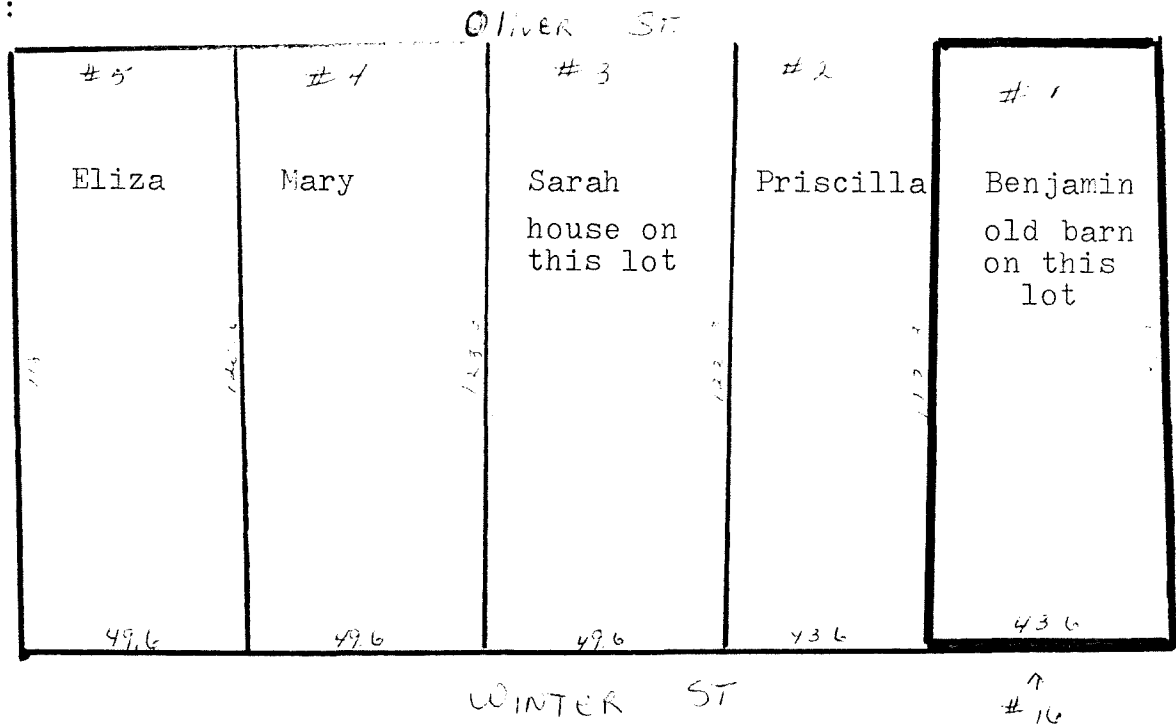 :
Oliver St.
#5 #4 #3 #2 #1
Eliza Mary Sarah Priscilla Benjamin
house on
this lot
old barn
on this
lot
123
49.6 49.6 49.6 43 6 43 6
WINTER ST
↑
#16